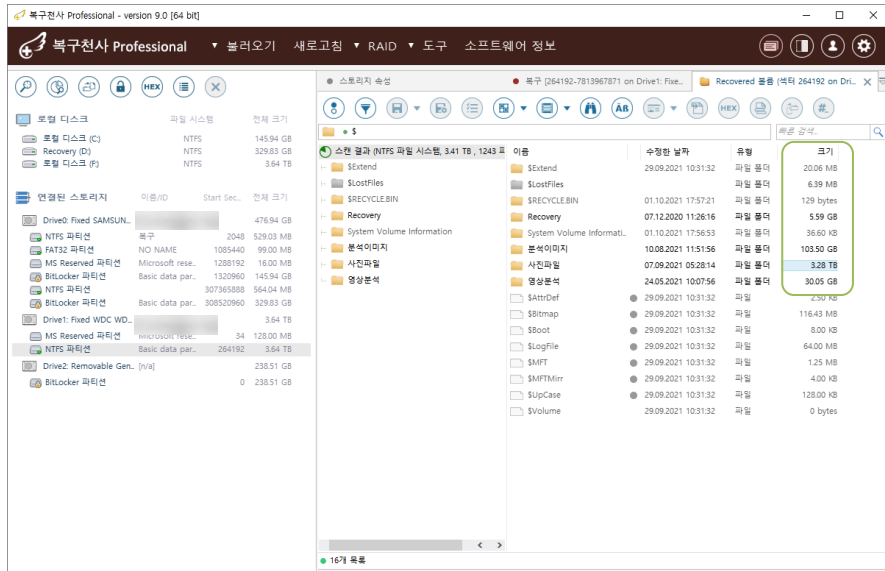 복구천사 Professional - version 9.0 [64 bit]
복구천사 Professional ▼ 불러오기 새로고침 ▼ RAID ▼ 도구 소프트웨어 정보
HEX
로컬 디스크 파일 시스템 전체 크기
로컬 디스크 (C:) NTFS 145.94 GB
Recovery (D:) NTFS 329.83 GB
로컬 디스크 (F:) NTFS 3.64 TB
연결된 스토리지 이름/ID Start Sec... 전체 크기
Drive0: Fixed SAMSUN... 476.94 GB
NTFS 파티션 복구 2048 529.03 MB
FAT32 파티션 NO NAME 1085440 99.00 MB
MS Reserved 파티션 Microsoft rese... 1288192 16.00 MB
BitLocker 파티션 Basic data par... 1320960 145.94 GB
NTFS 파티션 307365888 564.04 MB
BitLocker 파티션 Basic data par... 308520960 329.83 GB
Drive1: Fixed WDC WD... 3.64 TB
MS Reserved 파티션 Microsoft rese... 34 128.00 MB
NTFS 파티션 Basic data par... 264192 3.64 TB
Drive2: Removable Gen... [n/a] 238.51 GB
BitLocker 파티션 0 238.51 GB
스토리지 속성
복구 [264192-7813967871 on Drive1: Fixe...
Recovered 볼륨 (섹터 264192 on Dri...
ÄB HEX #_
$ 빠른 검색...
스캔 결과 (NTFS 파일 시스템, 3.41 TB , 1243 파
$Extend
$LostFiles
$RECYCLE.BIN
Recovery
System Volume Information
분석이미지
사진파일
영상분석
이름 수정한 날짜 유형 크기
$Extend 29.09.2021 10:31:32 파일 폴더 20.06 MB
$LostFiles 파일 폴더 6.39 MB
$RECYCLE.BIN 01.10.2021 17:57:21 파일 폴더 129 bytes
Recovery 07.12.2020 11:26:16 파일 폴더 5.59 GB
System Volume Informati... 01.10.2021 17:56:53 파일 폴더 36.60 KB
분석이미지 10.08.2021 11:51:56 파일 폴더 103.50 GB
사진파일 07.09.2021 05:28:14 파일 폴더 3.28 TB
영상분석 24.05.2021 10:07:56 파일 폴더 30.05 GB
$AttrDef 29.09.2021 10:31:32 파일 2.50 KB
$Bitmap 29.09.2021 10:31:32 파일 116.43 MB
$Boot 29.09.2021 10:31:32 파일 8.00 KB
$LogFile 29.09.2021 10:31:32 파일 64.00 MB
$MFT 29.09.2021 10:31:32 파일 1.25 MB
$MFTMirr 29.09.2021 10:31:32 파일 4.00 KB
$UpCase 29.09.2021 10:31:32 파일 128.00 KB
$Volume 29.09.2021 10:31:32 파일 0 bytes
16개 목록